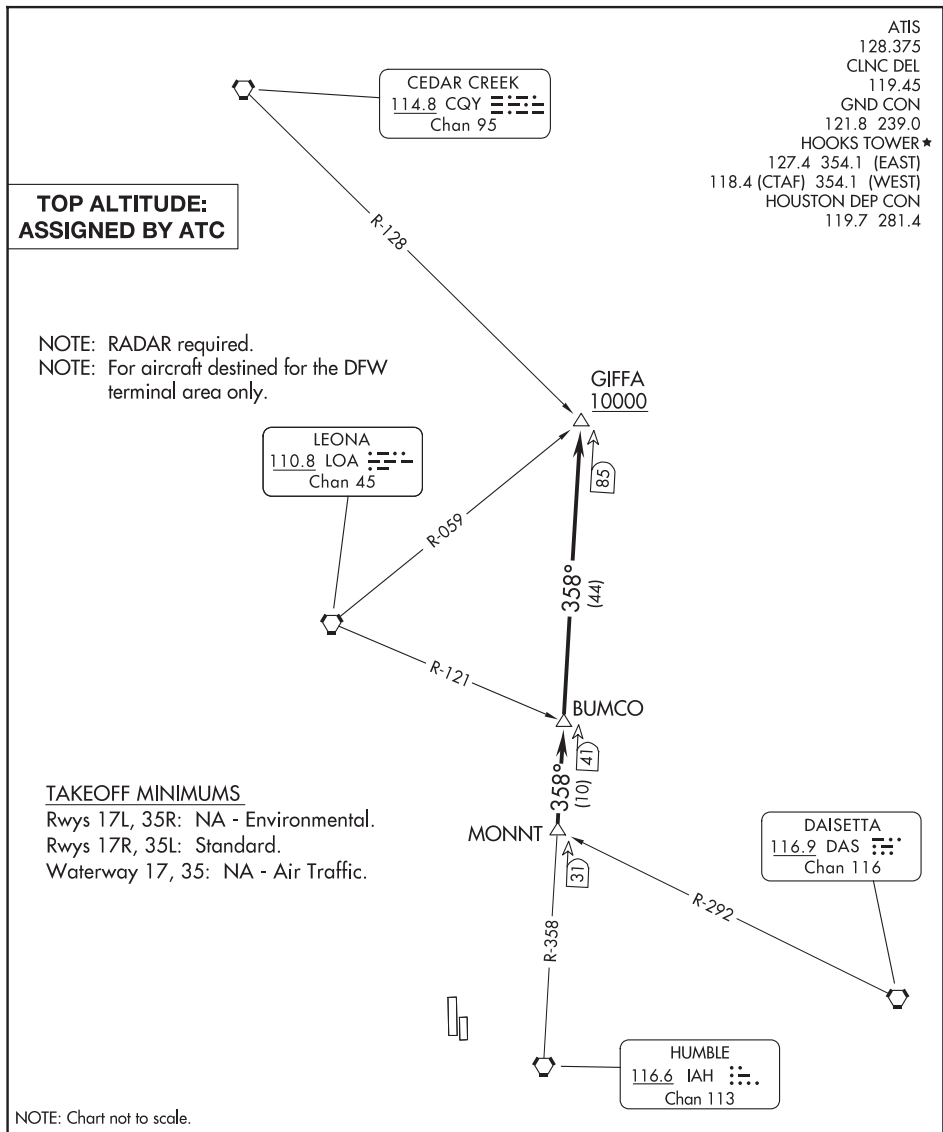 ATIS
128.375
CLNC DEL
119.45
GND CON
121.8 239.0
HOOKS TOWER★
127.4 354.1 (EAST)
118.4 (CTAF) 354.1 (WEST)
HOUSTON DEP CON
119.7 281.4
CEDAR CREEK
114.8 CQY
Chan 95
TOP ALTITUDE:
ASSIGNED BY ATC
R-128
NOTE: RADAR required.
NOTE: For aircraft destined for the DFW
terminal area only.
GIFFA
10000
LEONA
110.8 LOA
Chan 45
85
R-059
358°
(44)
R-121
BUMCO
41
358°
(10)
TAKEOFF MINIMUMS
Rwys 17L, 35R: NA - Environmental.
Rwys 17R, 35L: Standard.
Waterway 17, 35: NA - Air Traffic.
MONNT
31
DAISETTA
116.9 DAS
Chan 116
R-292
R-358
HUMBLE
116.6 IAH
Chan 113
NOTE: Chart not to scale.